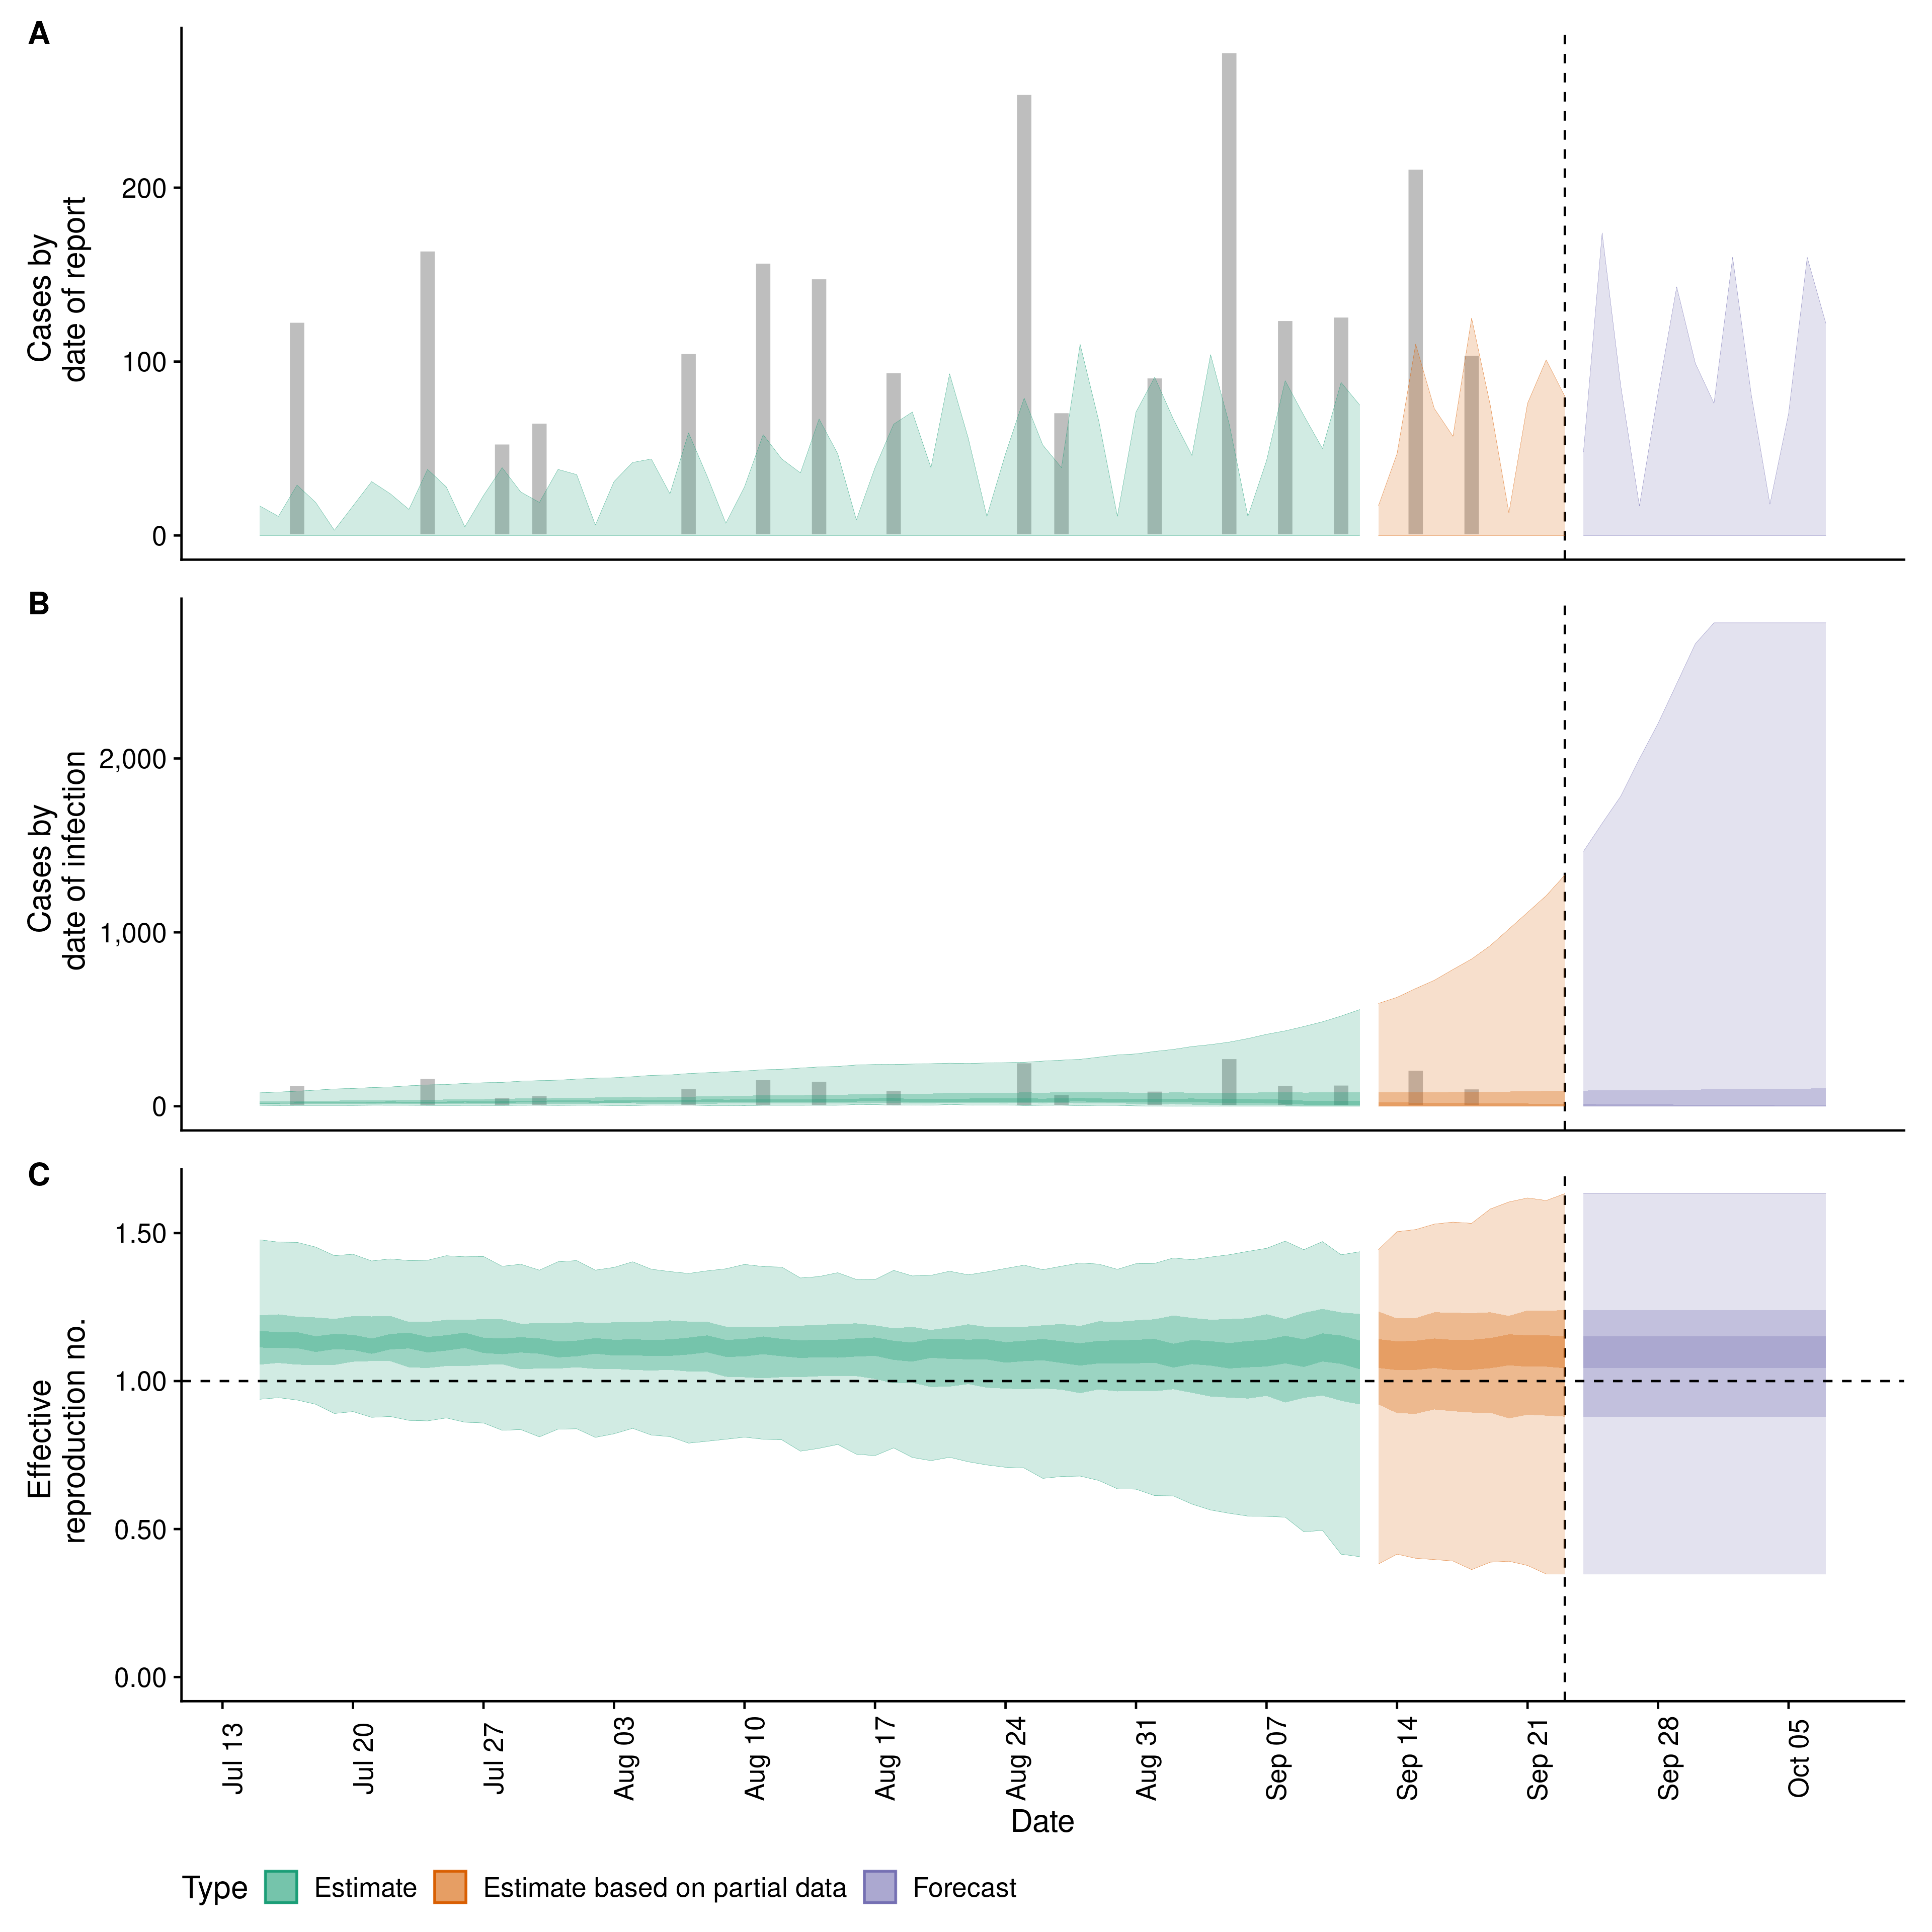 A
Cases by
date of report
200
100
0
B
Cases by
date of infection
2,000
1,000
0
C
Effective
reproduction no.
1.50
1.00
0.50
0.00
Jul 13
Jul 20
Jul 27
Aug 03
Aug 10
Aug 17
Aug 24
Aug 31
Sep 07
Sep 14
Sep 21
Sep 28
Oct 05
Date
Type Estimate Estimate based on partial data Forecast